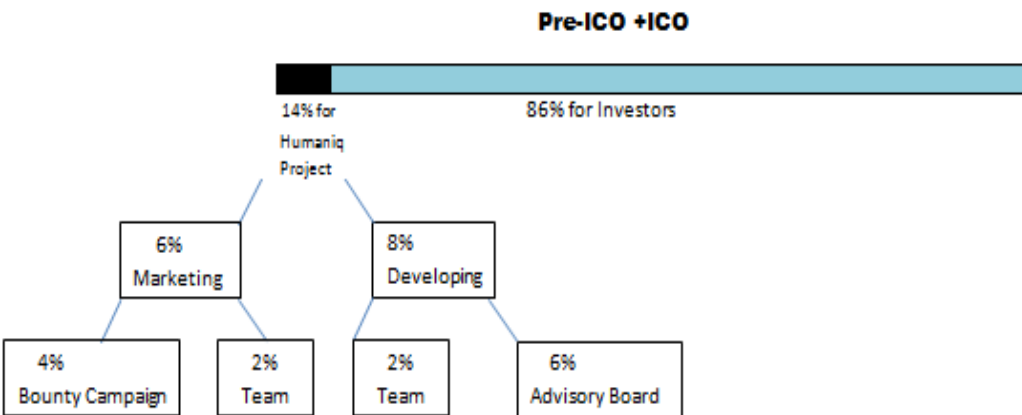 Pre-ICO +ICO
14% for
Humaniq
Project
86% for Investors
6%
Marketing
8%
Developing
4%
Bounty Campaign
2%
Team
2%
Team
6%
Advisory Board